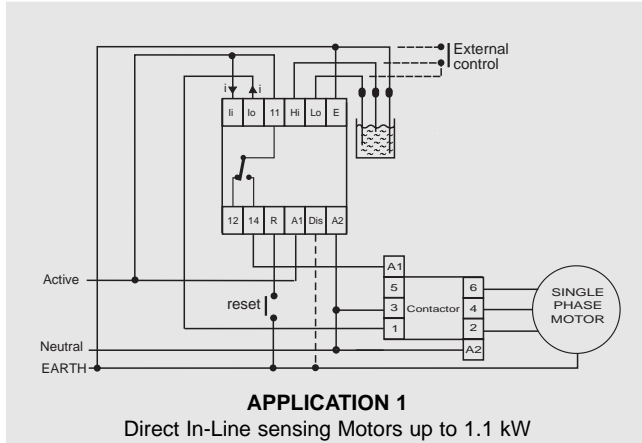 External
control
i i
Ii Io 11 Hi Lo E
12 14 R A1 Dis A2
A1
5 6
3 Contactor 4
1 2
A2
SINGLE
PHASE
MOTOR
Active
reset
Neutral
EARTH
APPLICATION 1
Direct In-Line sensing Motors up to 1.1 kW